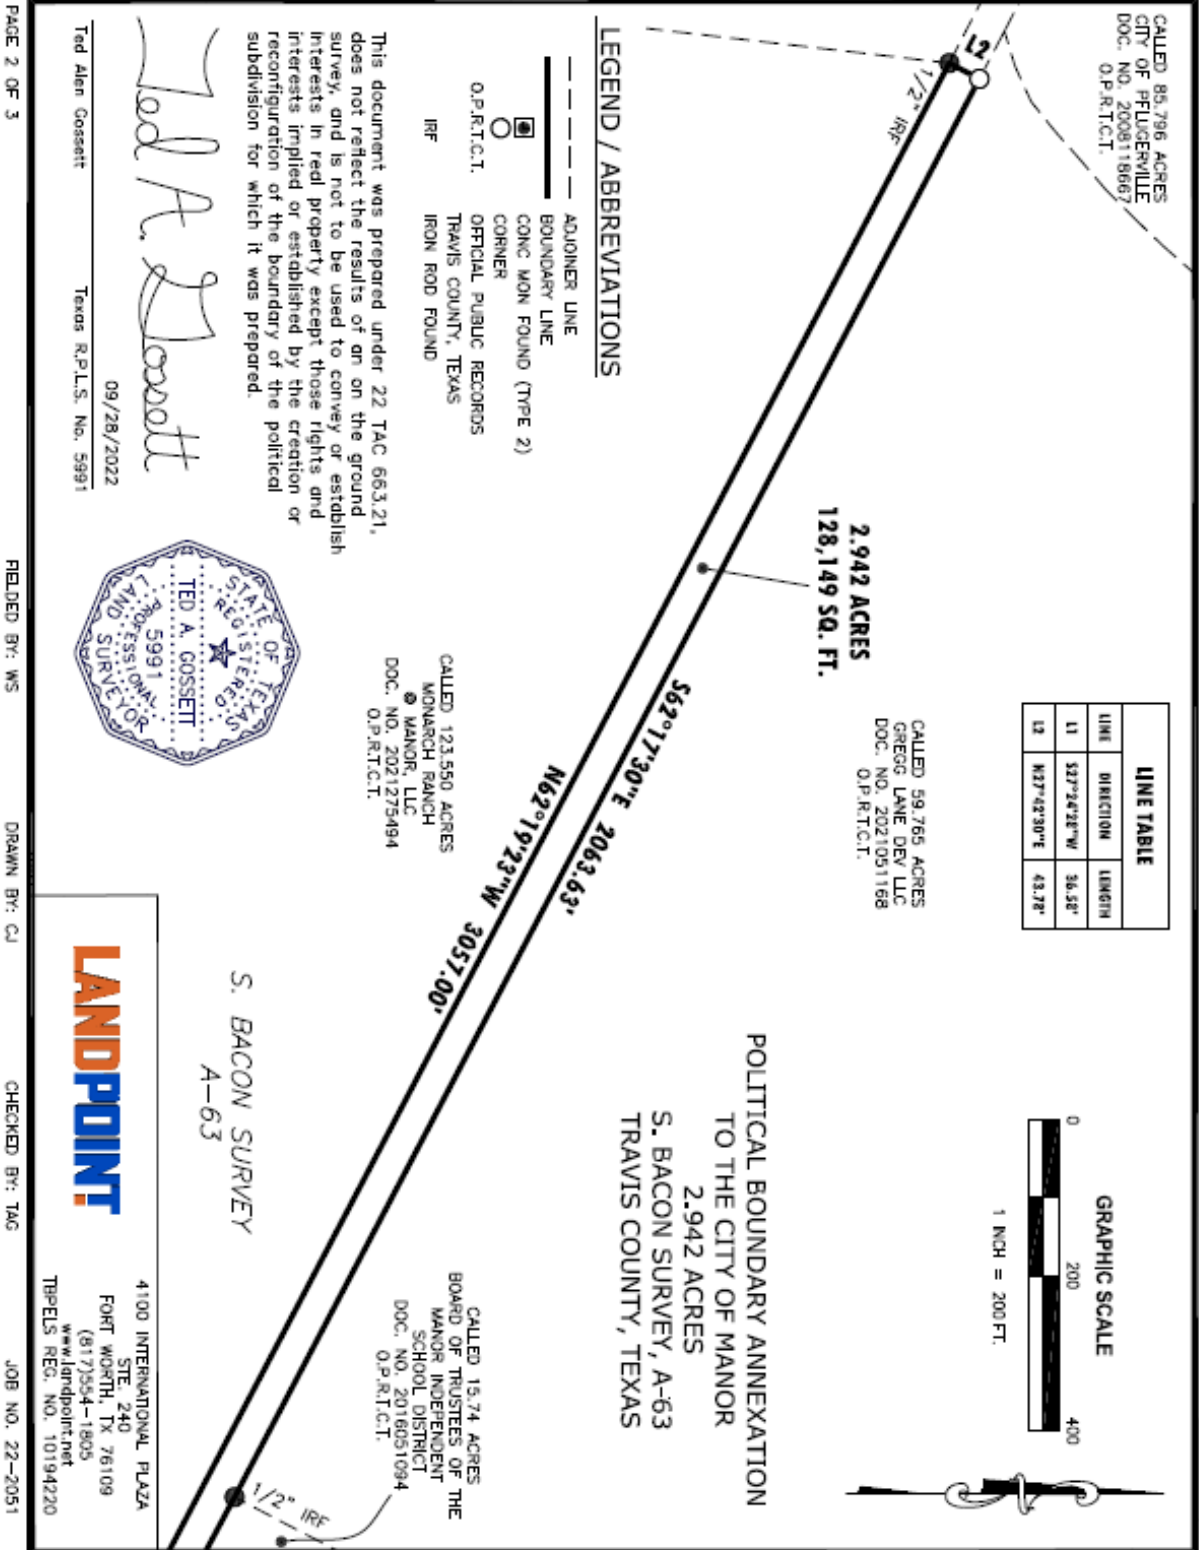 CALLED 85.796 ACRES
CITY OF PFLUGERVILLE
DOC. NO. 2008118667
O.P.R.T.C.T.
L2
1/2" IRF
2.942 ACRES
128,149 SQ. FT.
CALLED 59.765 ACRES
GREGG LANE DEV LLC
DOC. NO. 2021051168
O.P.R.T.C.T.
LINE TABLE
LINE DIRECTION LENGTH
L1 S27°24'28"W 36.58'
L2 N27°42'30"E 43.78'
GRAPHIC SCALE
0 200 400
1 INCH = 200 FT.
POLITICAL BOUNDARY ANNEXATION
TO THE CITY OF MANOR
2.942 ACRES
S. BACON SURVEY, A-63
TRAVIS COUNTY, TEXAS
S62°17'30"E 2063.63'
N62°19'23"W 3057.00'
LEGEND / ABBREVIATIONS
ADJOINER LINE
BOUNDARY LINE
CONC MON FOUND (TYPE 2)
CORNER
O.P.R.T.C.T. OFFICIAL PUBLIC RECORDS
TRAVIS COUNTY, TEXAS
IRF IRON ROD FOUND
CALLED 123.550 ACRES
MONARCH RANCH
@ MANOR, LLC
DOC. NO. 2021275494
O.P.R.T.C.T.
CALLED 15.74 ACRES
BOARD OF TRUSTEES OF THE
MANOR INDEPENDENT
SCHOOL DISTRICT
DOC. NO. 2016051094
O.P.R.T.C.T.
1/2" IRF
This document was prepared under 22 TAC 663.21,
does not reflect the results of an on the ground
survey, and is not to be used to convey or establish
interests in real property except those rights and
interests implied or established by the creation or
reconfiguration of the boundary of the political
subdivision for which it was prepared.
Ted A. Gossett
09/28/2022
Ted Alen Gossett Texas R.P.L.S. No. 5991
STATE OF TEXAS
REGISTERED
TED A. GOSSETT
5991
PROFESSIONAL
LAND SURVEYOR
S. BACON SURVEY
A-63
LANDPOINT
4100 INTERNATIONAL PLAZA
STE. 240
FORT WORTH, TX 76109
(817)554-1805
www.landpoint.net
TBPELS REG. NO. 10194220
PAGE 2 OF 3 FIELDED BY: WS DRAWN BY: CJ CHECKED BY: TAG JOB NO. 22-2051